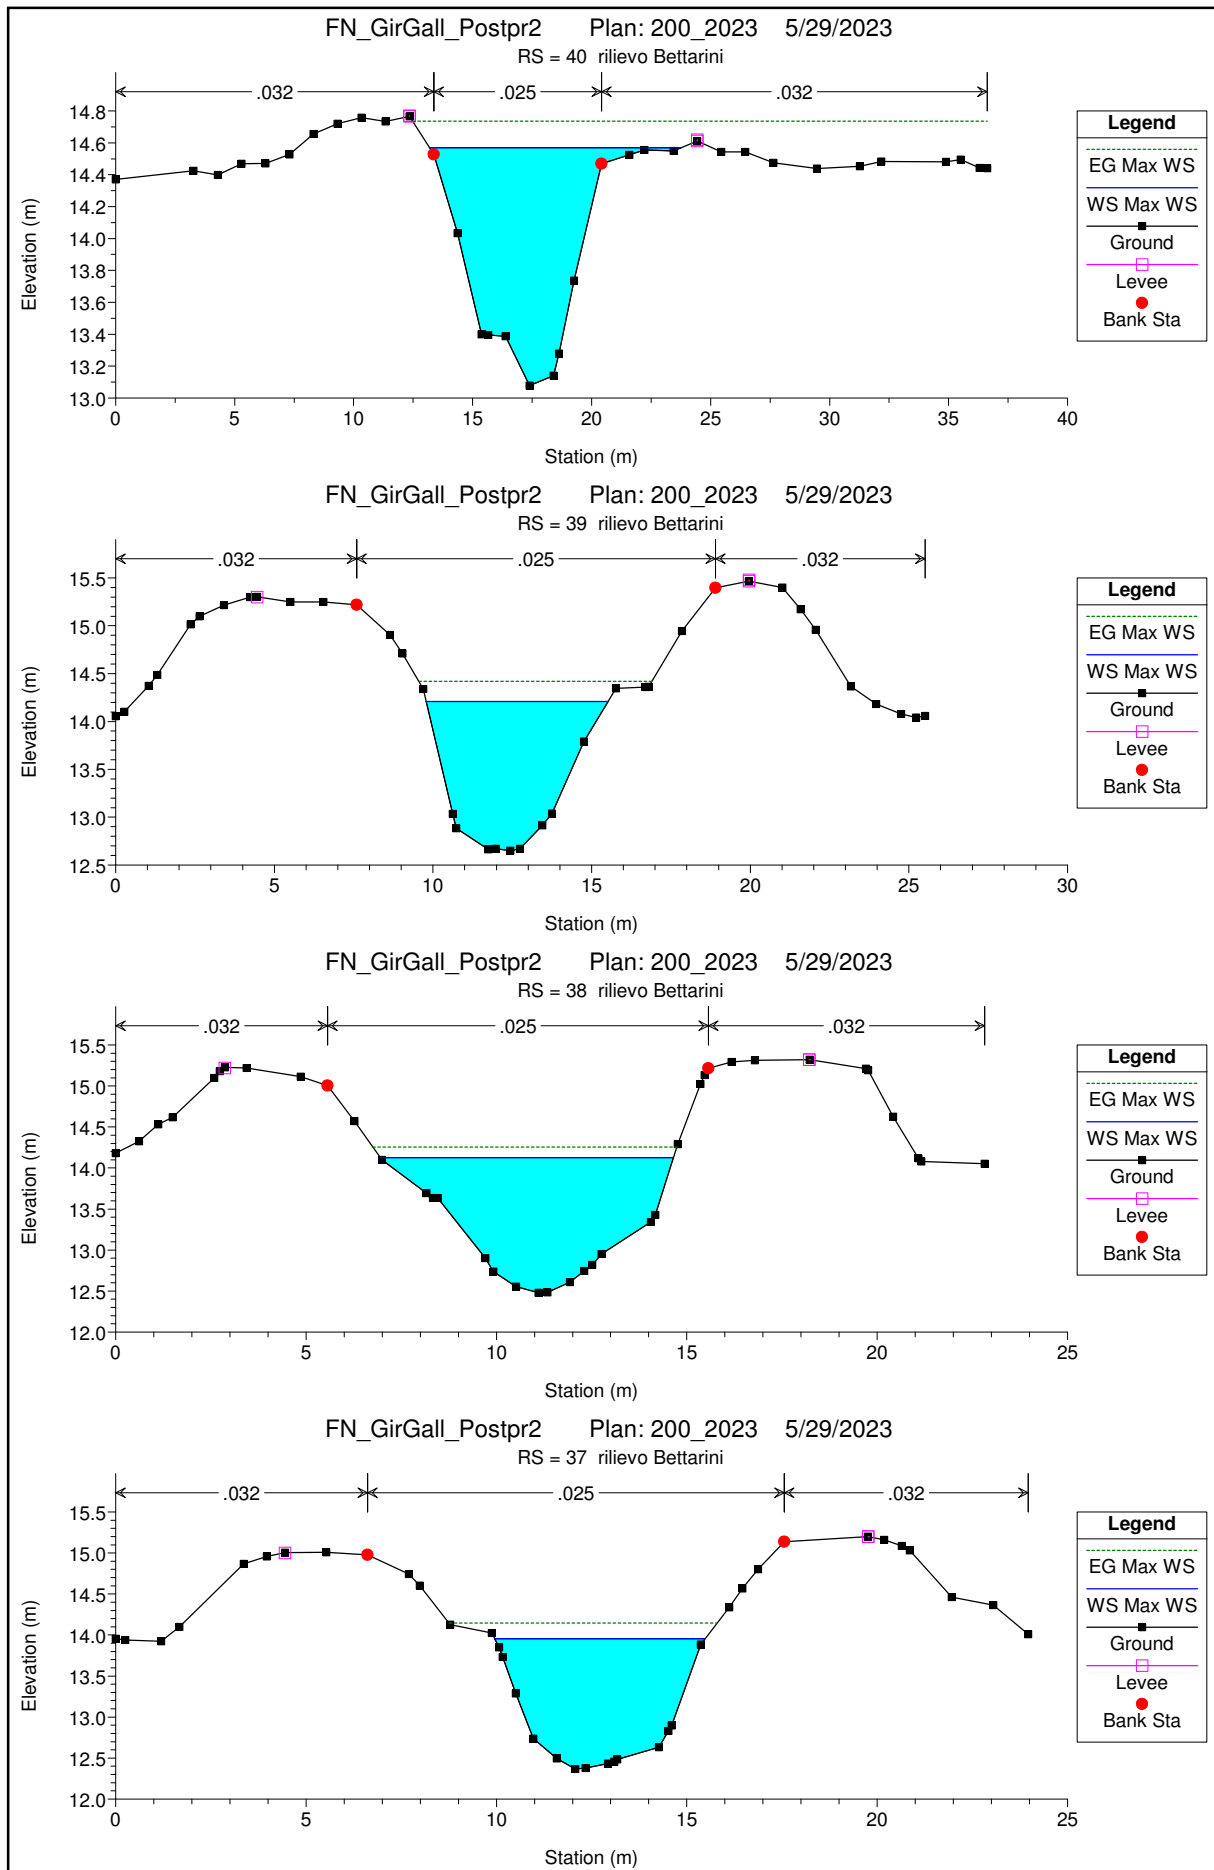 FN_GirGall_Postpr2 Plan: 200_2023 5/29/2023
RS = 40 rilievo Bettarini
.032 .025 .032
14.8
14.6
14.4
14.2
14.0
13.8
13.6
13.4
13.2
13.0
0 5 10 15 20 25 30 35 40
Elevation (m)
Station (m)
Legend
EG Max WS
WS Max WS
Ground
Levee
Bank Sta
FN_GirGall_Postpr2 Plan: 200_2023 5/29/2023
RS = 39 rilievo Bettarini
.032 .025 .032
15.5
15.0
14.5
14.0
13.5
13.0
12.5
0 5 10 15 20 25 30
Elevation (m)
Station (m)
Legend
EG Max WS
WS Max WS
Ground
Levee
Bank Sta
FN_GirGall_Postpr2 Plan: 200_2023 5/29/2023
RS = 38 rilievo Bettarini
.032 .025 .032
15.5
15.0
14.5
14.0
13.5
13.0
12.5
12.0
0 5 10 15 20 25
Elevation (m)
Station (m)
Legend
EG Max WS
WS Max WS
Ground
Levee
Bank Sta
FN_GirGall_Postpr2 Plan: 200_2023 5/29/2023
RS = 37 rilievo Bettarini
.032 .025 .032
15.5
15.0
14.5
14.0
13.5
13.0
12.5
12.0
0 5 10 15 20 25
Elevation (m)
Station (m)
Legend
EG Max WS
WS Max WS
Ground
Levee
Bank Sta